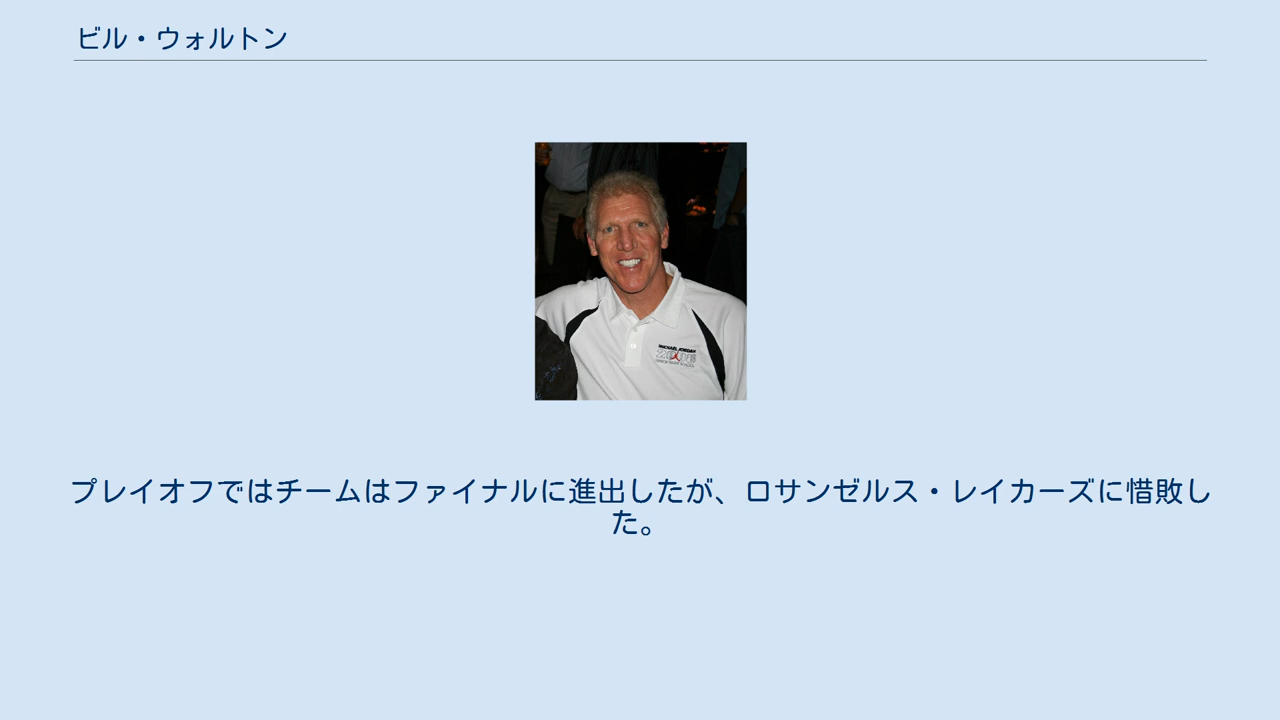 ビル・ウォルトン
MICHAEL JORDAN
プレイオフではチームはファイナルに進出したが、ロサンゼルス・レイカーズに惜敗し
た。